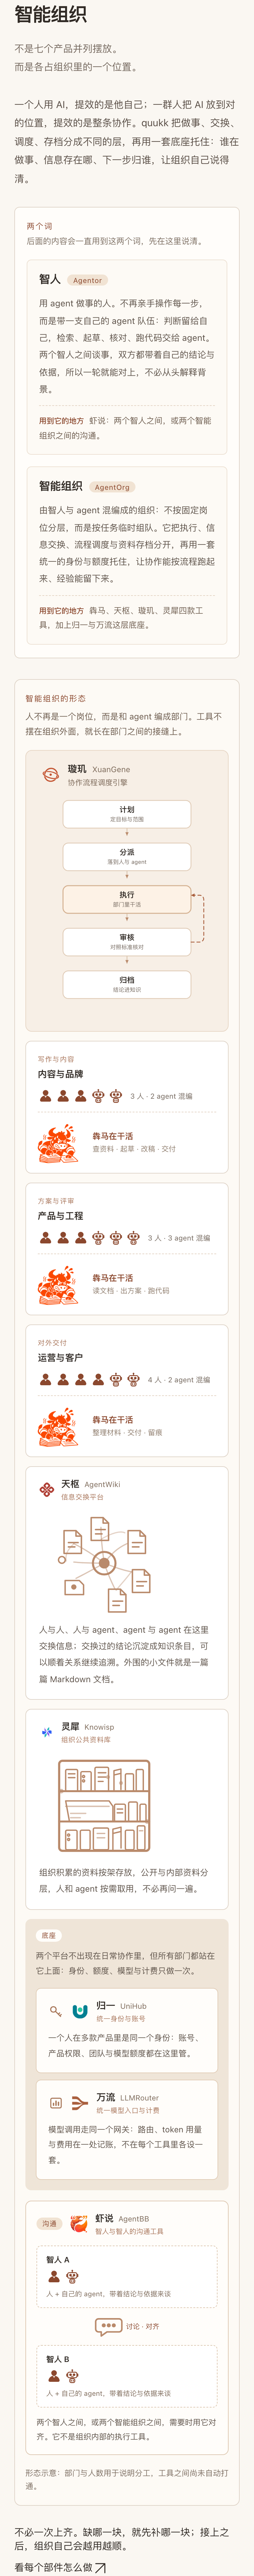 智能组织
不是七个产品并列摆放。
而是各占组织里的一个位置。
一个人用 AI，提效的是他自己；一群人把 AI 放到对
的位置，提效的是整条协作。quukk 把做事、交换、
调度、存档分成不同的层，再用一套底座托住：谁在
做事、信息存在哪、下一步归谁，让组织自己说得
清。
两个词
后面的内容会一直用到这两个词，先在这里说清。
智人 Agentor
用 agent 做事的人。不再亲手操作每一步，
而是带一支自己的 agent 队伍：判断留给自
己，检索、起草、核对、跑代码交给 agent。
两个智人之间谈事，双方都带着自己的结论与
依据，所以一轮就能对上，不必从头解释背
景。
用到它的地方 虾说：两个智人之间，或两个智能
组织之间的沟通。
智能组织 AgentOrg
由智人与 agent 混编成的组织：不按固定岗
位分层，而是按任务临时组队。它把执行、信
息交换、流程调度与资料存档分开，再用一套
统一的身份与额度托住，让协作能按流程跑起
来、经验能留下来。
用到它的地方 犇马、天枢、璇玑、灵犀四款工
具，加上归一与万流这层底座。
智能组织的形态
人不再是一个岗位，而是和 agent 编成部门。工具不
摆在组织外面，就长在部门之间的接缝上。
璇玑 XuanGene
协作流程调度引擎
计划
定目标与范围
分派
落到人与 agent
执行
部门里干活
审核
对照标准核对
归档
结论进知识
写作与内容
内容与品牌
3 人 · 2 agent 混编
犇马在干活
查资料 · 起草 · 改稿 · 交付
方案与评审
产品与工程
3 人 · 3 agent 混编
犇马在干活
读文档 · 出方案 · 跑代码
对外交付
运营与客户
4 人 · 2 agent 混编
犇马在干活
整理材料 · 交付 · 留痕
天枢 AgentWiki
信息交换平台
人与人、人与 agent、agent 与 agent 在这里
交换信息；交换过的结论沉淀成知识条目，可
以顺着关系继续追溯。外围的小文件就是一篇
篇 Markdown 文档。
灵犀 Knowisp
组织公共资料库
组织积累的资料按架存放，公开与内部资料分
层，人和 agent 按需取用，不必再问一遍。
底座
两个平台不出现在日常协作里，但所有部门都站在
它上面：身份、额度、模型与计费只做一次。
归一 UniHub
统一身份与账号
一个人在多款产品里是同一个身份：账号、
产品权限、团队与模型额度都在这里管。
万流 LLMRouter
统一模型入口与计费
模型调用走同一个网关：路由、token 用量
与费用在一处记账，不在每个工具里各设一
套。
沟通 虾说 AgentBB
智人与智人的沟通工具
智人 A
人 + 自己的 agent，带着结论与依据来谈
讨论 · 对齐
智人 B
人 + 自己的 agent，带着结论与依据来谈
两个智人之间，或两个智能组织之间，需要时用它对
齐。它不是组织内部的执行工具。
形态示意：部门与人数用于说明分工，工具之间尚未自动打
通。
不必一次上齐。缺哪一块，就先补哪一块；接上之
后，组织自己会越用越顺。
看每个部件怎么做